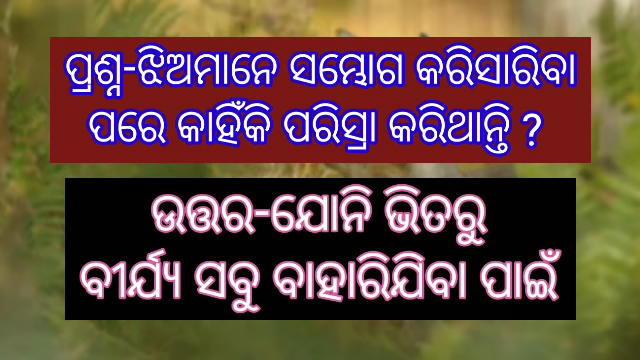 ପ୍ରଶ୍ନ-ଝିଅମାନେ ସମ୍ଭୋଗ କରିସାରିବା
ପରେ କାହିଁକି ପରିସ୍ରା କରିଥାନ୍ତି ?
ଉତ୍ତର-ଯୋନି ଭିତରୁ
ବୀର୍ଯ୍ୟ ସବୁ ବାହାରିଯିବା ପାଇଁ